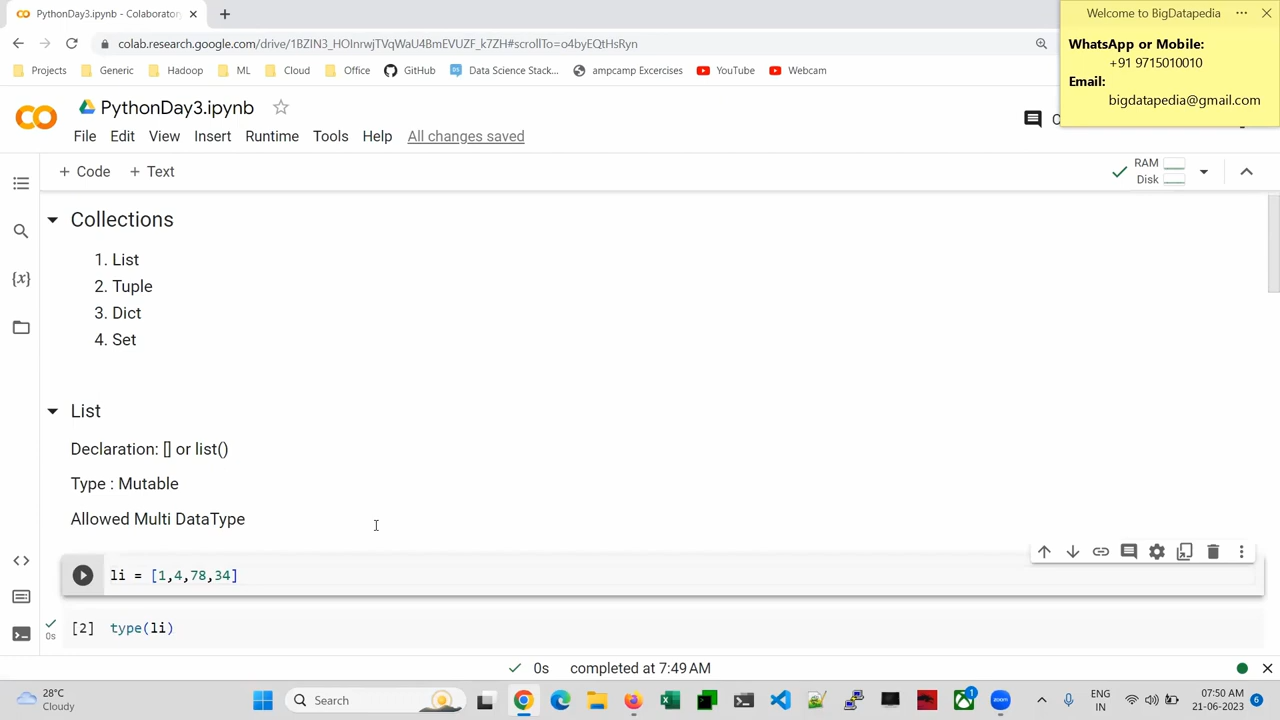 PythonDay3.ipynb - Colaborator
Welcome to BigDatapedia
colab.research.google.com/drive/1BZIN3_HOInrwjTVqWaU4BmEVUZF_k7ZH#scrollTo=o4byEQtHsRyn
WhatsApp or Mobile:
+91 9715010010
Email:
bigdatapedia@gmail.com
Projects Generic Hadoop ML Cloud Office GitHub Data Science Stack... ampcamp Excercises YouTube Webcam
PythonDay3.ipynb
File Edit View Insert Runtime Tools Help All changes saved
+ Code + Text
RAM
Disk
Collections
1. List
2. Tuple
3. Dict
4. Set
List
Declaration: [] or list()
Type : Mutable
Allowed Multi DataType
li = [1,4,78,34]
[2] type(li)
0s
0s completed at 7:49 AM
28°C
Cloudy
Search
1
ENG
IN
07:50 AM
21-06-2023
6